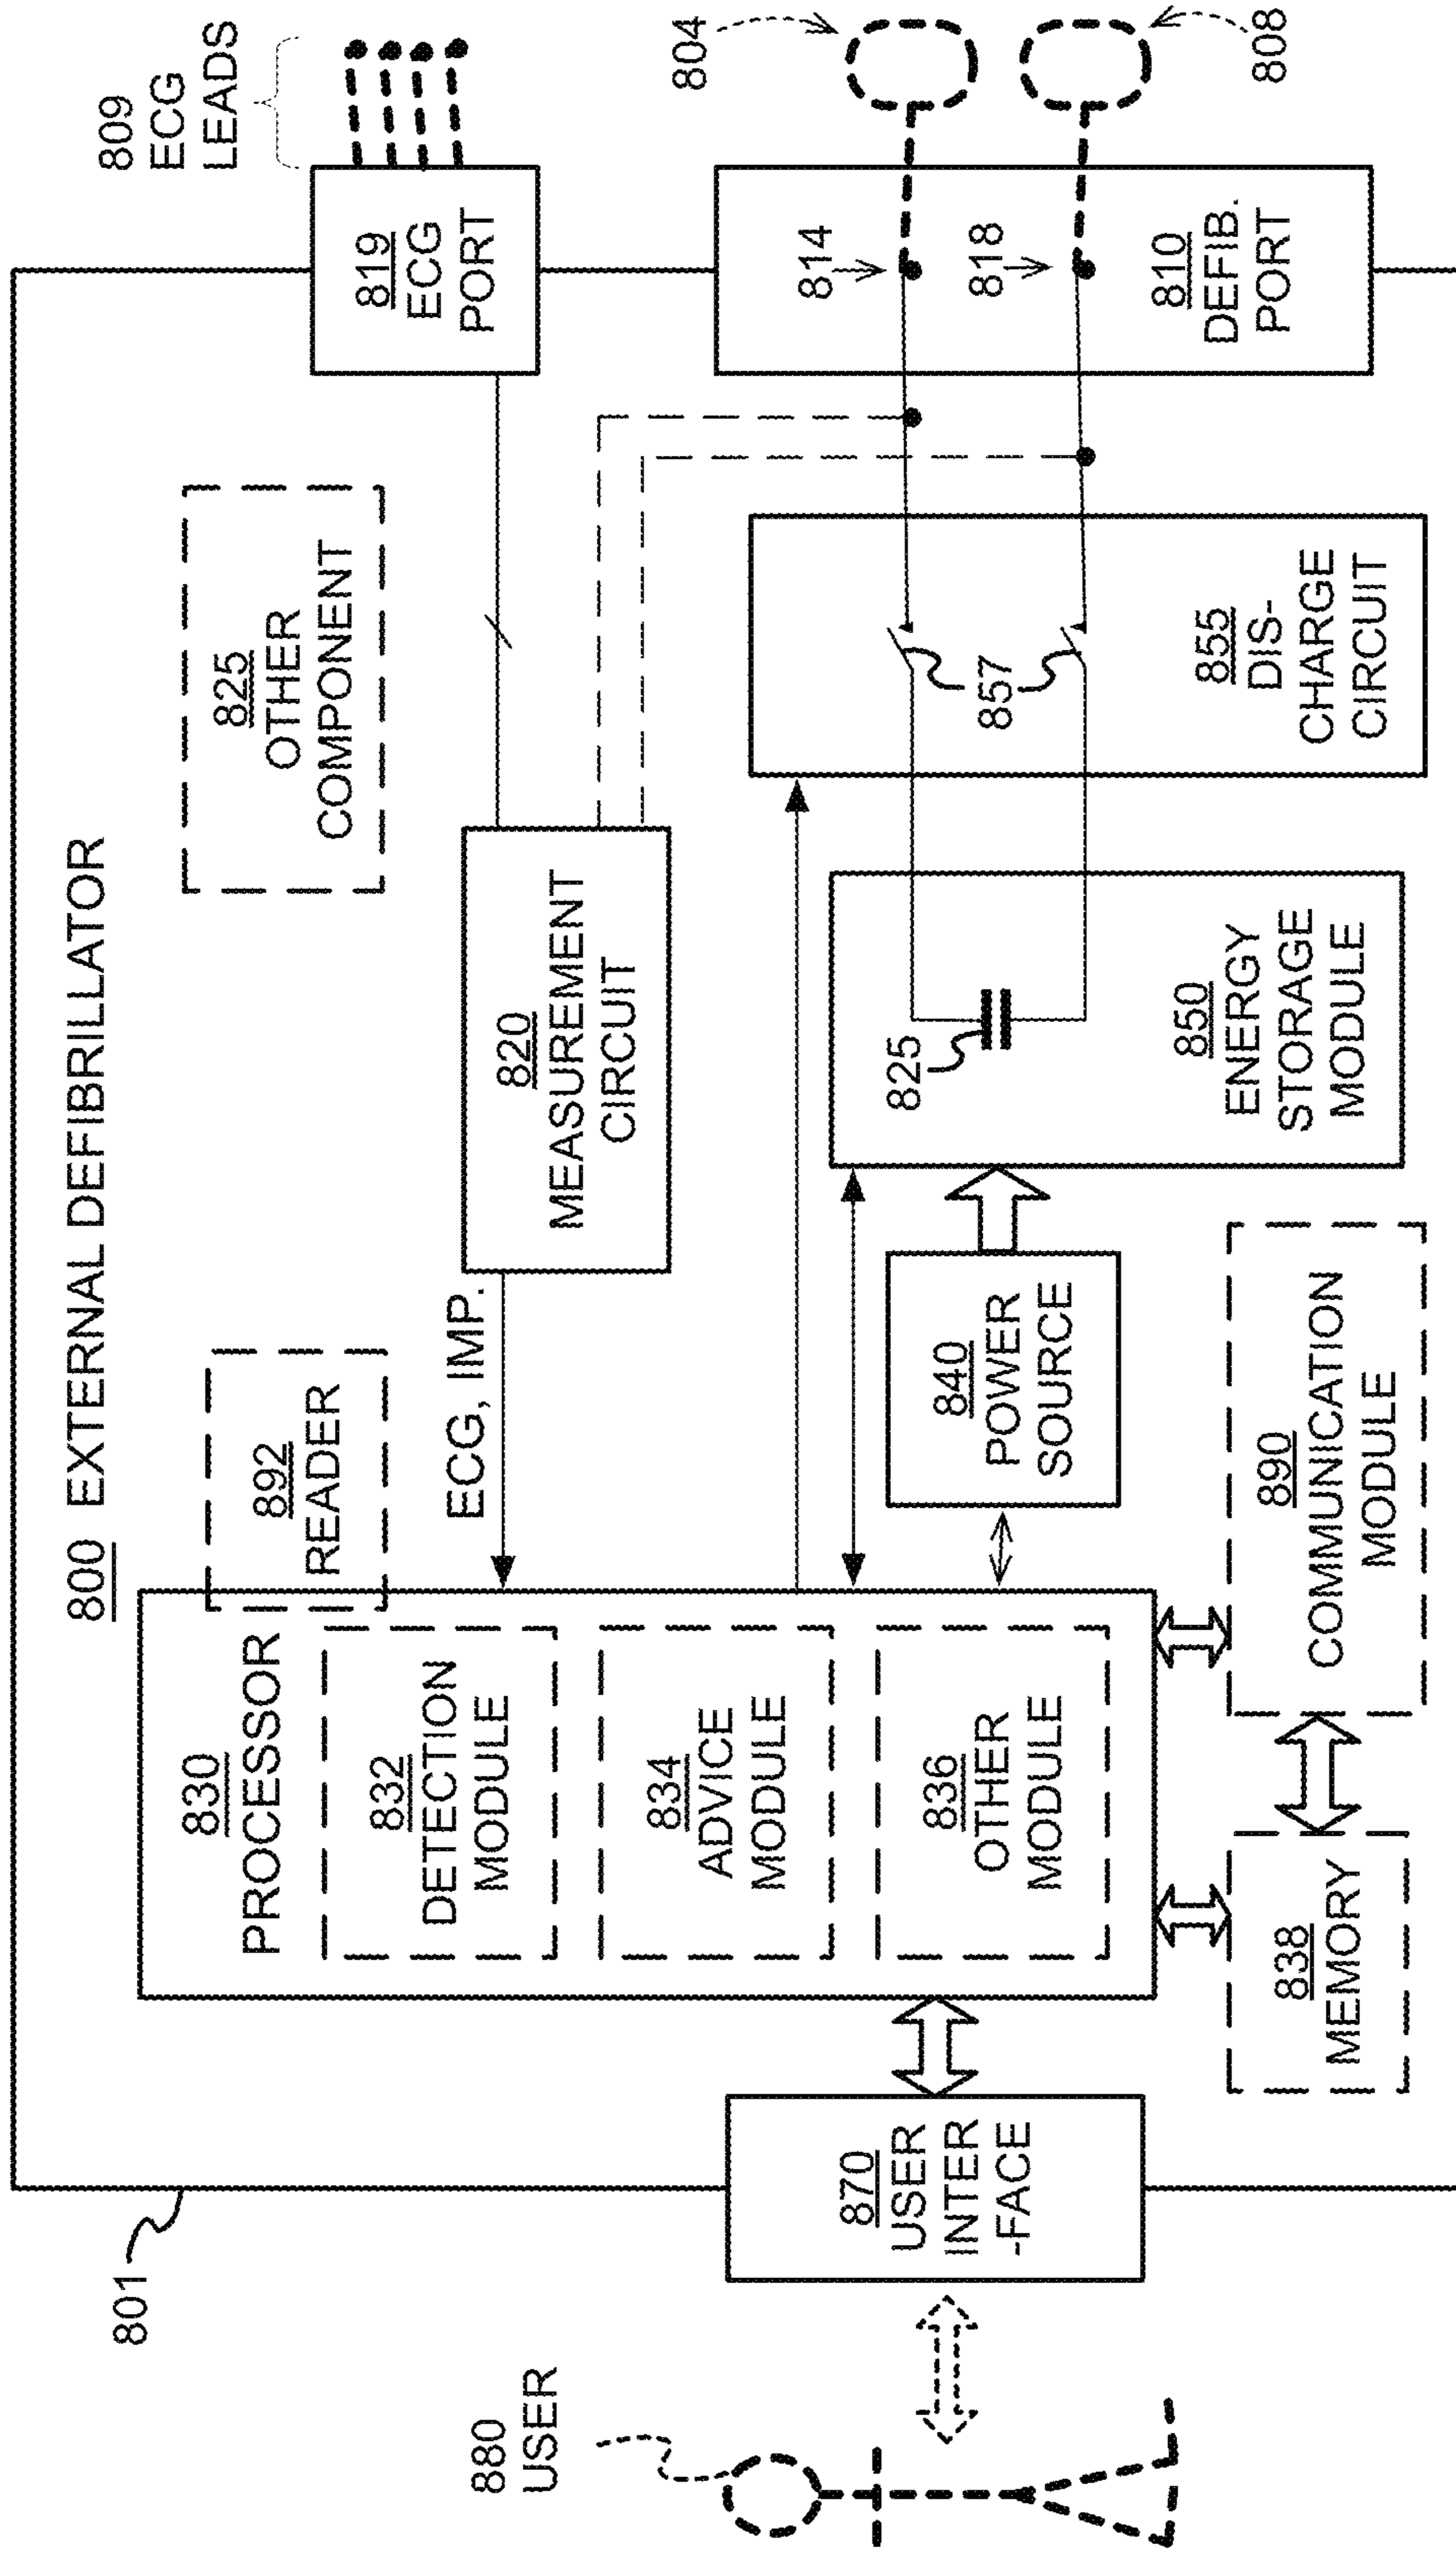 800 EXTERNAL DEFIBRILLATOR
801
809
ECG
LEADS
819
ECG
PORT
825
OTHER
COMPONENT
892
READER
830
PROCESSOR
832
DETECTION
MODULE
834
ADVICE
MODULE
836
OTHER
MODULE
ECG, IMP.
820
MEASUREMENT
CIRCUIT
804
808
814
818
810
DEFIB.
PORT
857
855
DIS-
CHARGE
CIRCUIT
825
850
ENERGY
STORAGE
MODULE
840
POWER
SOURCE
870
USER
INTER
-FACE
880
USER
838
MEMORY
890
COMMUNICATION
MODULE